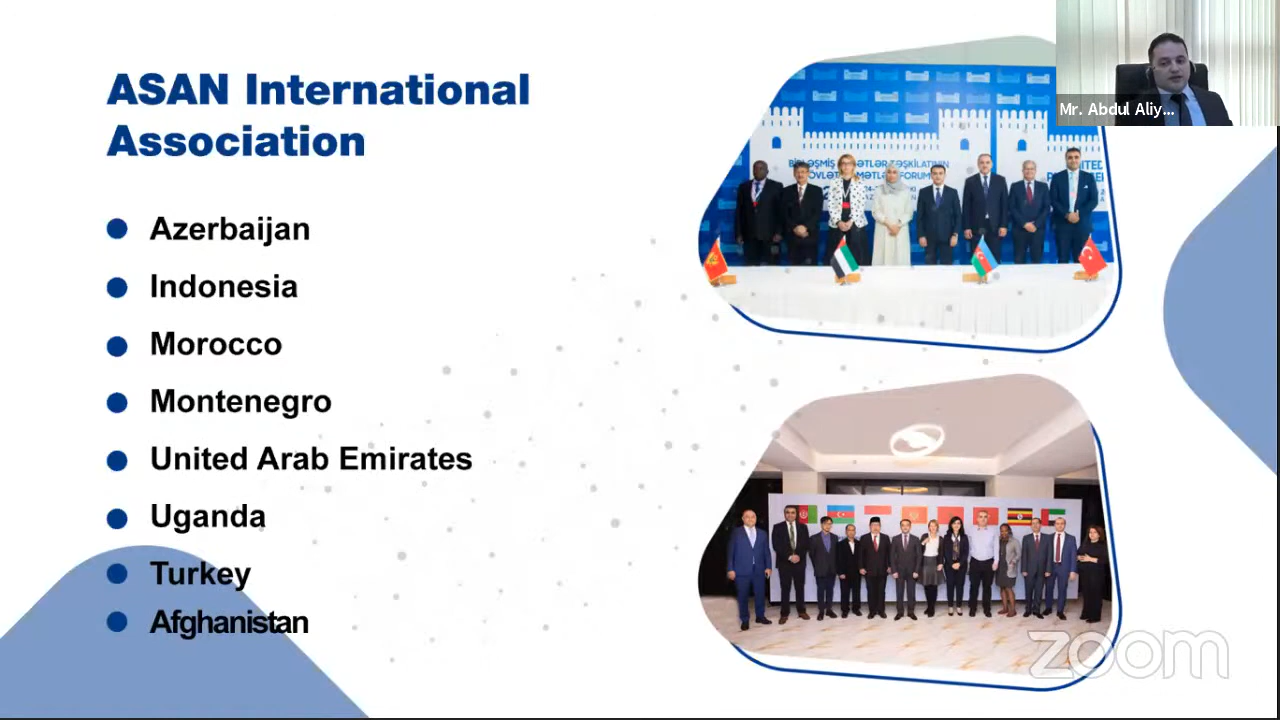 ASAN International
Association
Azerbaijan
Indonesia
Morocco
Montenegro
United Arab Emirates
Uganda
Turkey
Afghanistan
Mr. Abdul Aliy...
zoom